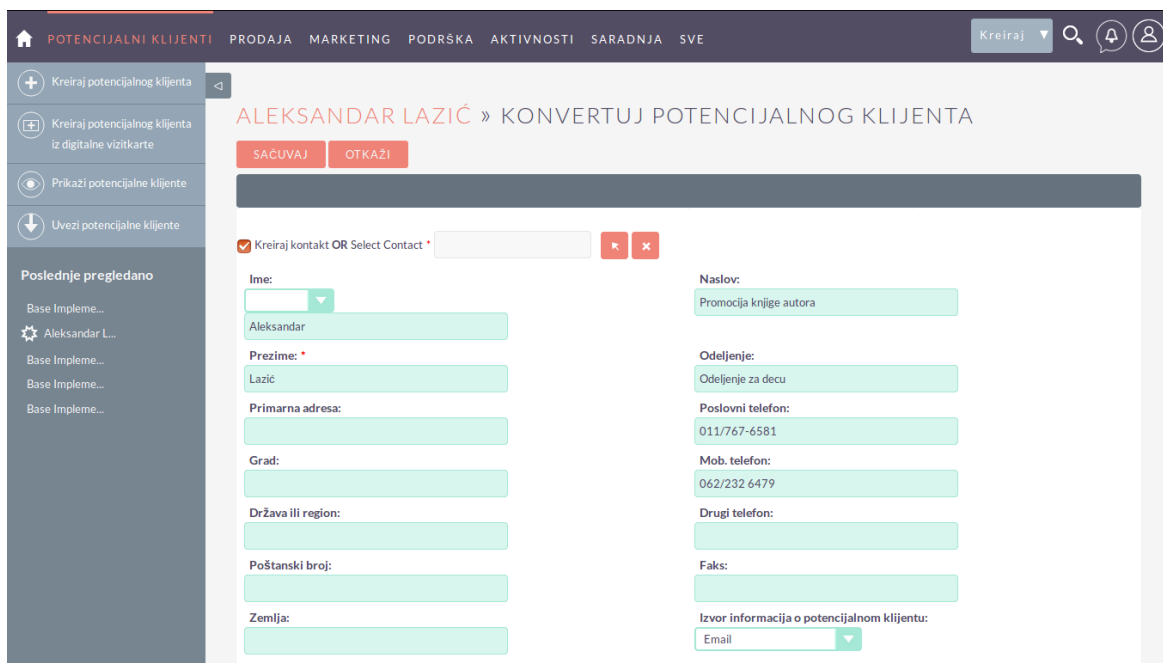 POTENCIJALNI KLIJENTI PRODAJA MARKETING PODRŠKA AKTIVNOSTI SARADNJA SVE Kreiraj
Kreiraj potencijalnog klijenta
Kreiraj potencijalnog klijenta
iz digitalne vizitkarte
Prikaži potencijalne klijente
Uvezi potencijalne klijente
Poslednje pregledano
Base Impleme...
Aleksandar L...
Base Impleme...
Base Impleme...
Base Impleme...
ALEKSANDAR LAZIĆ » KONVERTUJ POTENCIJALNOG KLIJENTA
SAČUVAJ OTKAŽI
Kreiraj kontakt OR Select Contact *
Ime: Naslov:
Promocija knjige autora
Aleksandar
Prezime: * Odeljenje:
Lazić Odeljenje za decu
Primarna adresa: Poslovni telefon:
011/767-6581
Grad: Mob. telefon:
062/232 6479
Država ili region: Drugi telefon:
Poštanski broj: Faks:
Zemlja: Izvor informacija o potencijalnom klijentu:
Email